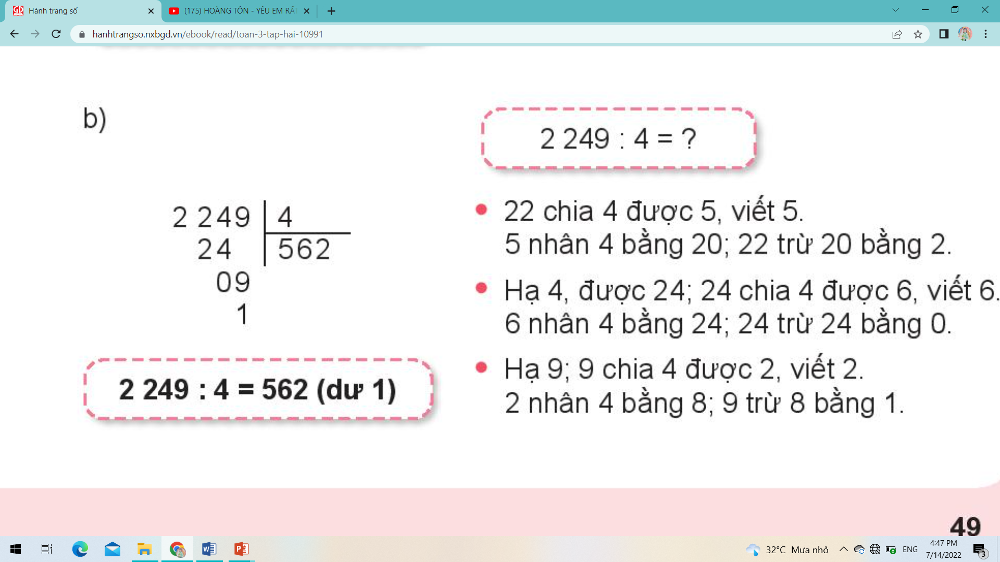 Hành trang số
(175) HOÀNG TÔN - YÊU EM RẤT
hanhtrangso.nxbgd.vn/ebook/read/toan-3-tap-hai-10991
b)
2 249 : 4 = ?
2 249 4
24 562
09
1
2 249 : 4 = 562 (dư 1)
• 22 chia 4 được 5, viết 5.
5 nhân 4 bằng 20; 22 trừ 20 bằng 2.
• Hạ 4, được 24; 24 chia 4 được 6, viết 6.
6 nhân 4 bằng 24; 24 trừ 24 bằng 0.
• Hạ 9; 9 chia 4 được 2, viết 2.
2 nhân 4 bằng 8; 9 trừ 8 bằng 1.
49
32°C Mưa nhỏ
ENG
4:47 PM
7/14/2022
3